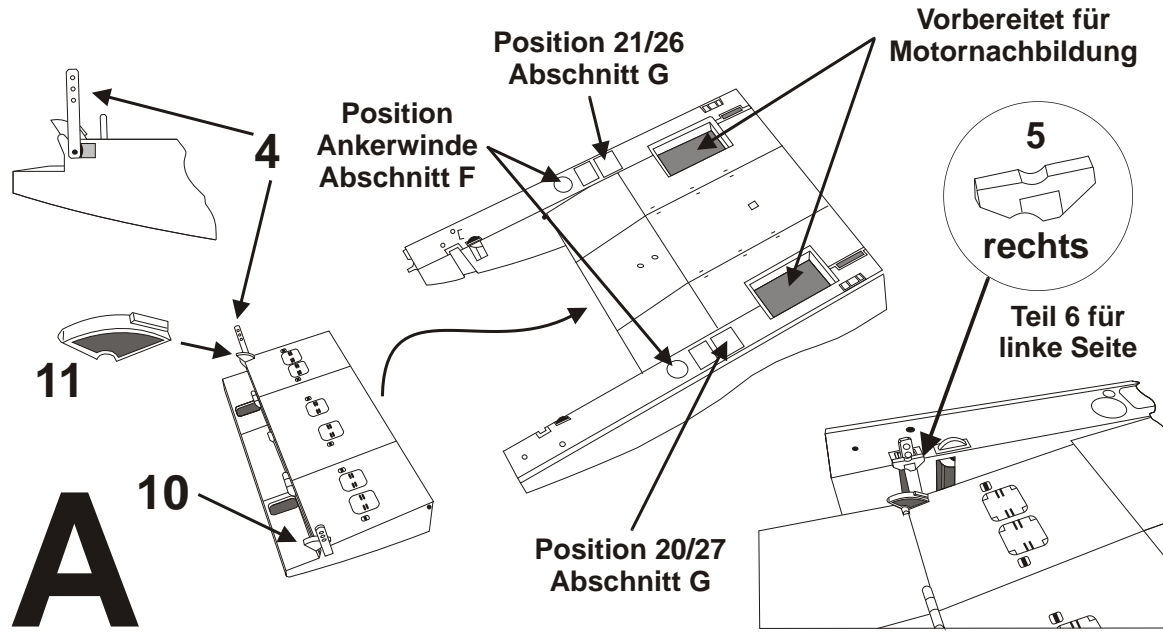 Position 21/26
Abschnitt G
Vorbereitet für
Motornachbildung
Position
Ankerwinde
Abschnitt F
4
5
rechts
Teil 6 für
linke Seite
11
10
Position 20/27
Abschnitt G
A